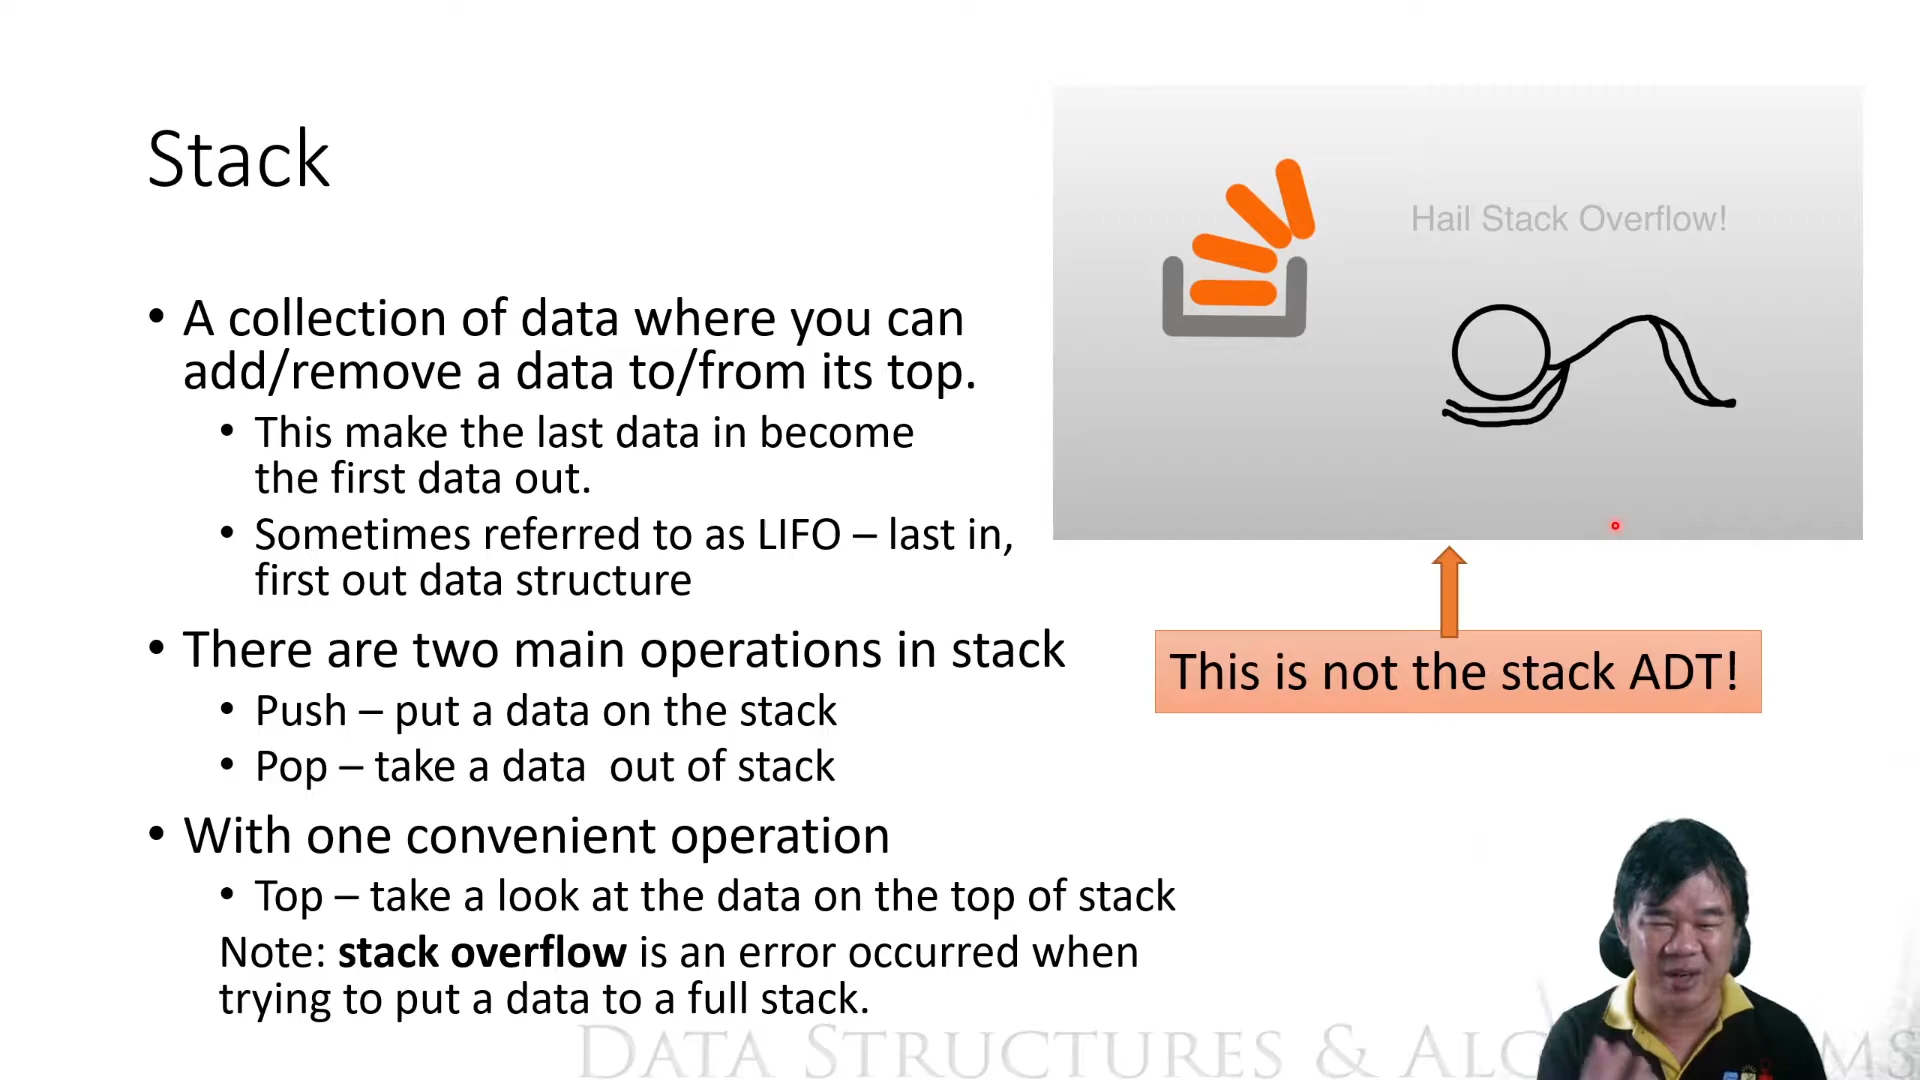 Stack
Hail Stack Overflow!
• A collection of data where you can
add/remove a data to/from its top.
• This make the last data in become
the first data out.
• Sometimes referred to as LIFO – last in,
first out data structure
• There are two main operations in stack
• Push – put a data on the stack
• Pop – take a data out of stack
• With one convenient operation
• Top – take a look at the data on the top of stack
Note: stack overflow is an error occurred when
trying to put a data to a full stack.
This is not the stack ADT!
DATA STRUCTURES &